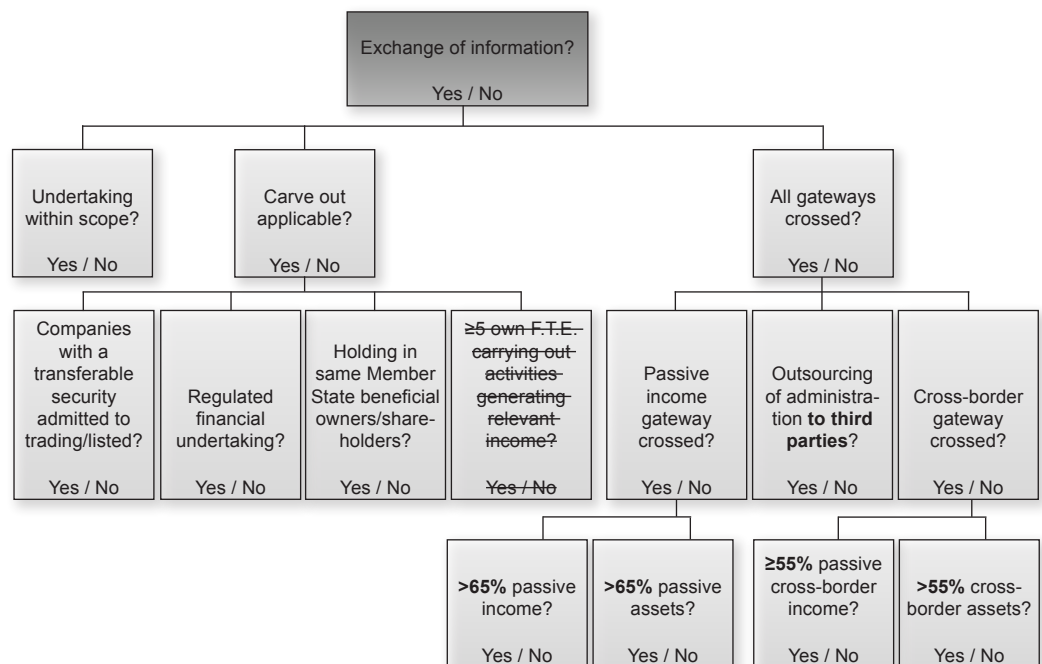 Exchange of information?
Yes / No
Undertaking
within scope?
Yes / No
Carve out
applicable?
Yes / No
All gateways
crossed?
Yes / No
Companies
with a
transferable
security
admitted to
trading/listed?
Yes / No
Regulated
financial
undertaking?
Yes / No
Holding in
same Member
State beneficial
owners/share-
holders?
Yes / No
≥5 own F.T.E.
carrying out
activities
generating
relevant
income?
Yes / No
Passive
income
gateway
crossed?
Yes / No
Outsourcing
of administra-
tion to third
parties?
Yes / No
Cross-border
gateway
crossed?
Yes / No
>65% passive
income?
Yes / No
>65% passive
assets?
Yes / No
≥55% passive
cross-border
income?
Yes / No
>55% cross-
border assets?
Yes / No